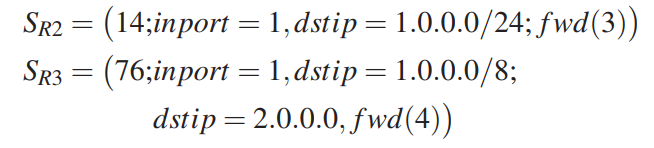 S_{R2} = (14;inport = 1,dstip = 1.0.0.0/24; fwd(3))
S_{R3} = (76;inport = 1,dstip = 1.0.0.0/8;
dstip = 2.0.0.0, fwd(4))